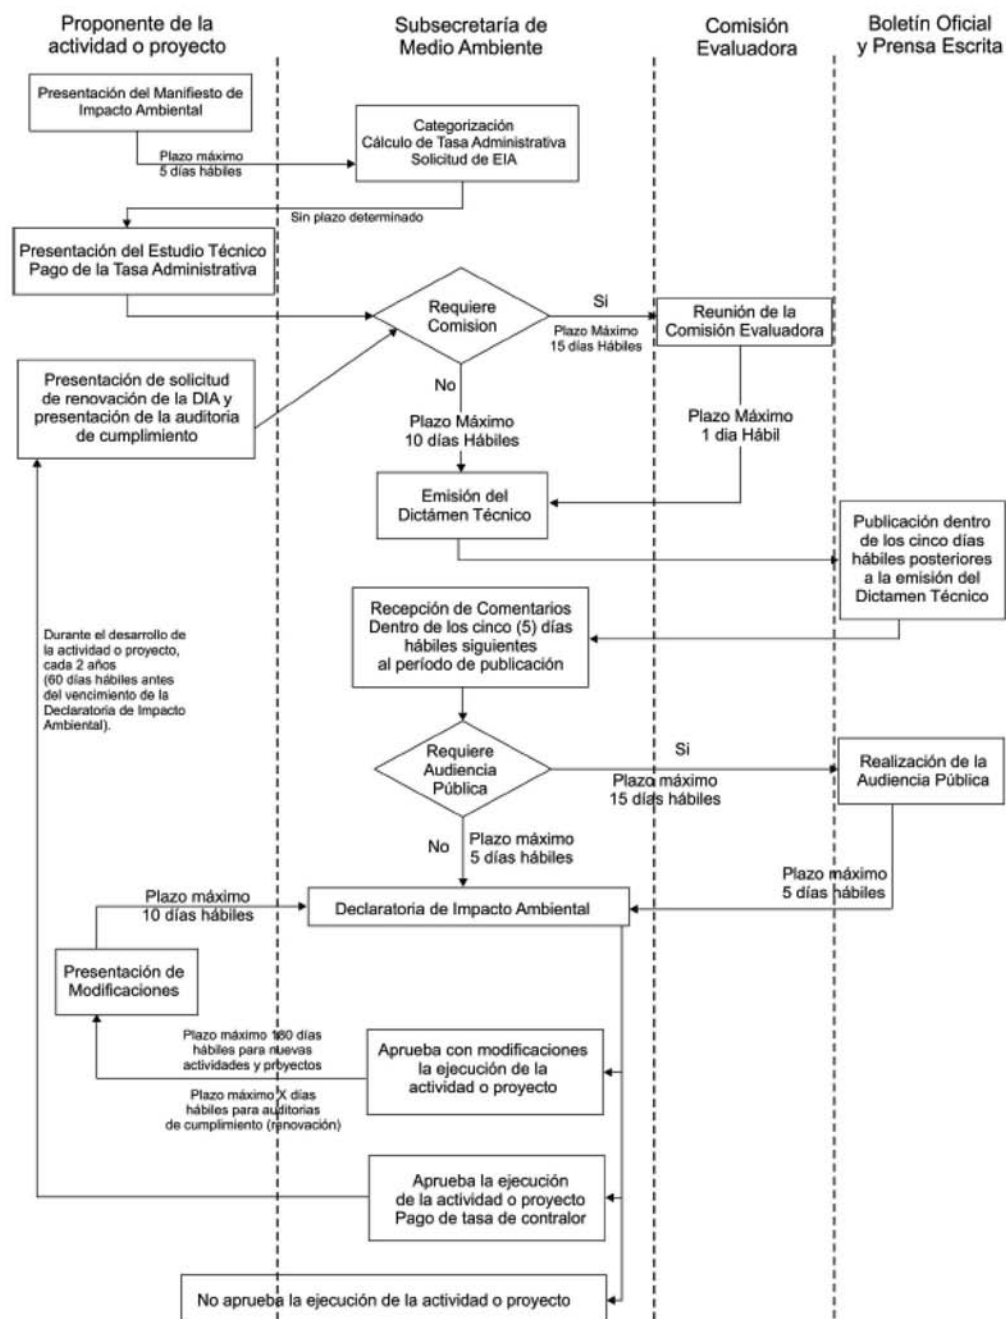 Proponente de la
actividad o proyecto
Subsecretaría de
Medio Ambiente
Comisión
Evaluadora
Boletín Oficial
y Prensa Escrita
Presentación del Manifiesto de
Impacto Ambiental
Plazo máximo
5 días hábiles
Categorización
Cálculo de Tasa Administrativa
Solicitud de EIA
Sin plazo determinado
Presentación del Estudio Técnico
Pago de la Tasa Administrativa
Requiere
Comision
Si
Plazo Máximo
15 días Hábiles
Reunión de la
Comisión Evaluadora
Presentación de solicitud
de renovación de la DIA y
presentación de la auditoria
de cumplimiento
No
Plazo Máximo
10 días Hábiles
Plazo Máximo
1 dia Hábil
Emisión del
Dictámen Técnico
Publicación dentro
de los cinco días
hábiles posteriores
a la emisión del
Dictamen Técnico
Recepción de Comentarios
Dentro de los cinco (5) días
hábiles siguientes
al período de publicación
Durante el desarrollo de
la actividad o proyecto,
cada 2 años
(60 días hábiles antes
del vencimiento de la
Declaratoria de Impacto
Ambiental).
Requiere
Audiencia
Pública
Si
Plazo máximo
15 días hábiles
Realización de la
Audiencia Pública
No
Plazo máximo
5 días hábiles
Plazo máximo
5 días hábiles
Plazo máximo
10 días hábiles
Declaratoria de Impacto Ambiental
Presentación de
Modificaciones
Plazo máximo 180 días
hábiles para nuevas
actividades y proyectos
Plazo máximo X días
hábiles para auditorias
de cumplimiento (renovación)
Aprueba con modificaciones
la ejecución de la
actividad o proyecto
Aprueba la ejecución
de la actividad o proyecto
Pago de tasa de contralor
No aprueba la ejecución de la actividad o proyecto